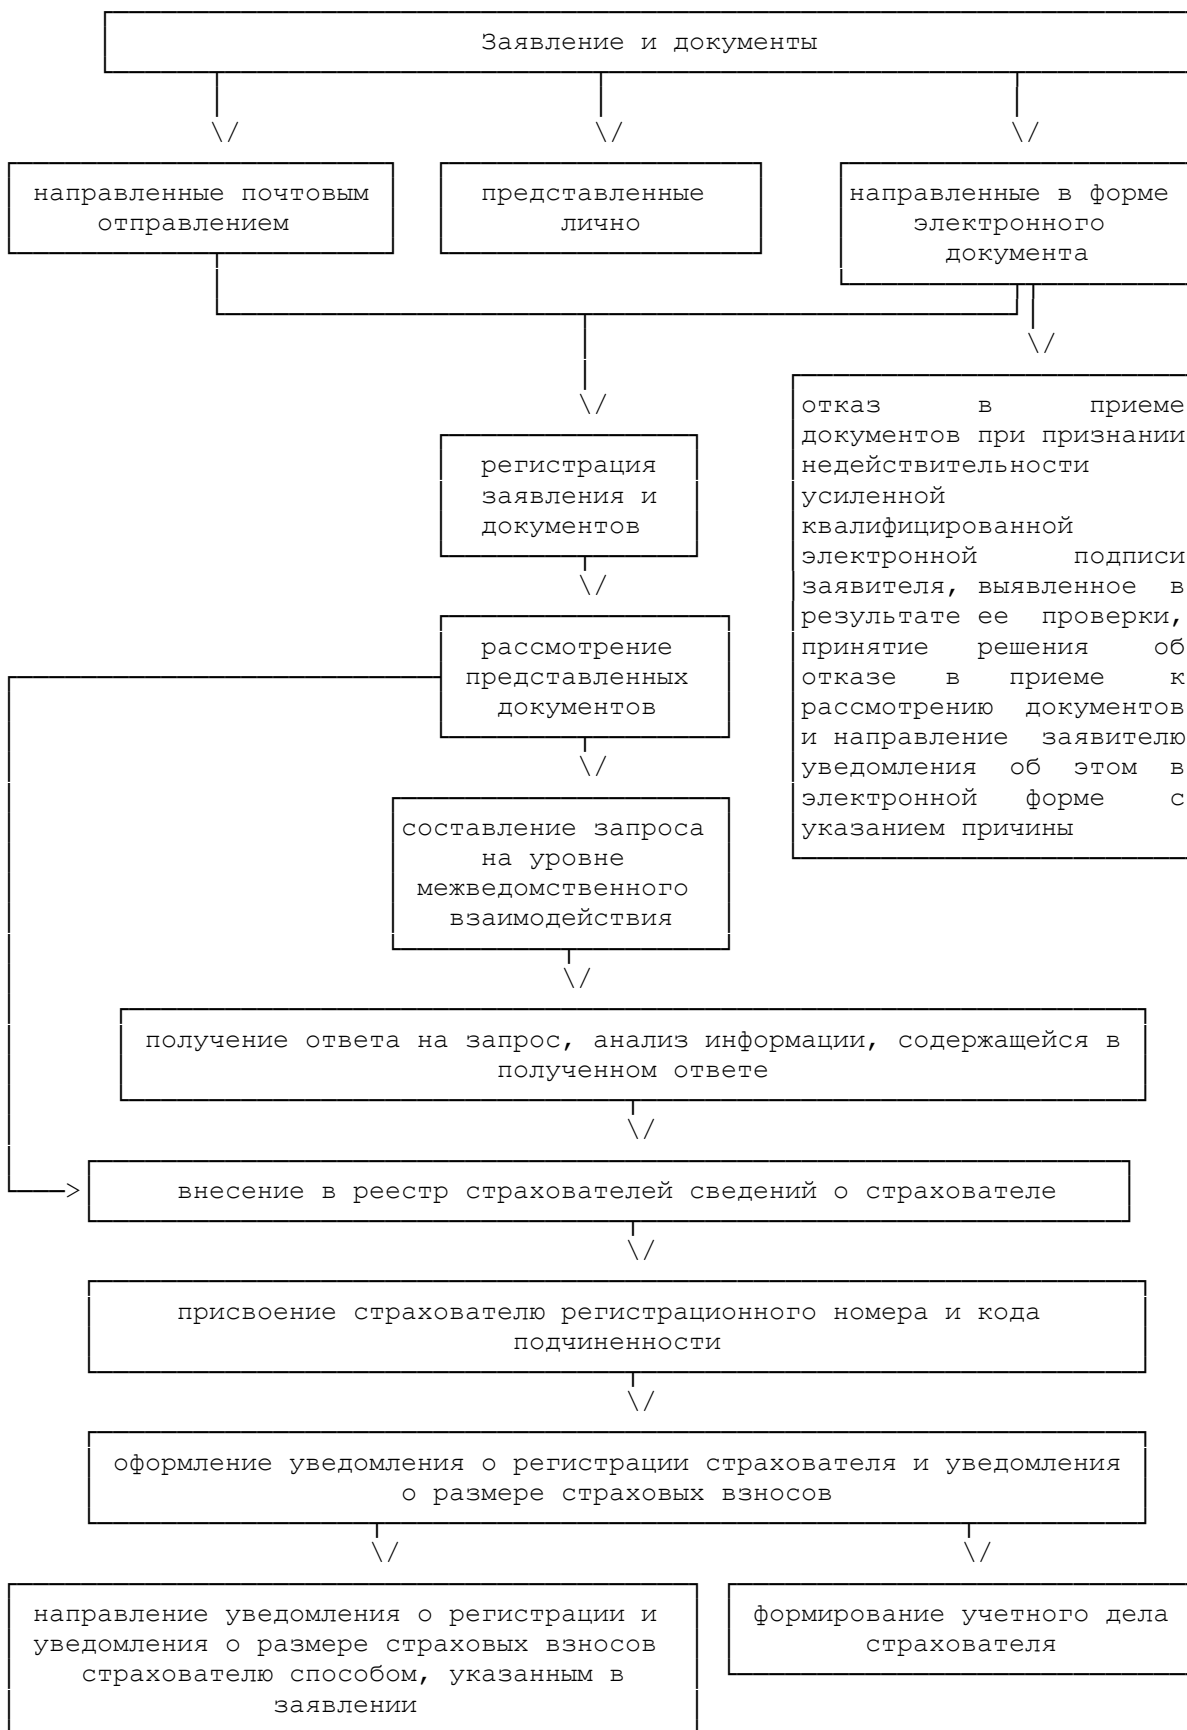 Заявление и документы
направленные почтовым
отправлением
представленные
лично
направленные в форме
электронного
документа
отказ в приеме
документов при признании
недействительности
усиленной
квалифицированной
электронной подписи
заявителя, выявленное в
результате ее проверки,
принятие решения об
отказе в приеме к
рассмотрению документов
и направление заявителю
уведомления об этом в
электронной форме с
указанием причины
регистрация
заявления и
документов
рассмотрение
представленных
документов
составление запроса
на уровне
межведомственного
взаимодействия
получение ответа на запрос, анализ информации, содержащейся в
полученном ответе
внесение в реестр страхователей сведений о страхователе
присвоение страхователю регистрационного номера и кода
подчиненности
оформление уведомления о регистрации страхователя и уведомления
о размере страховых взносов
направление уведомления о регистрации и
уведомления о размере страховых взносов
страхователю способом, указанным в
заявлении
формирование учетного дела
страхователя